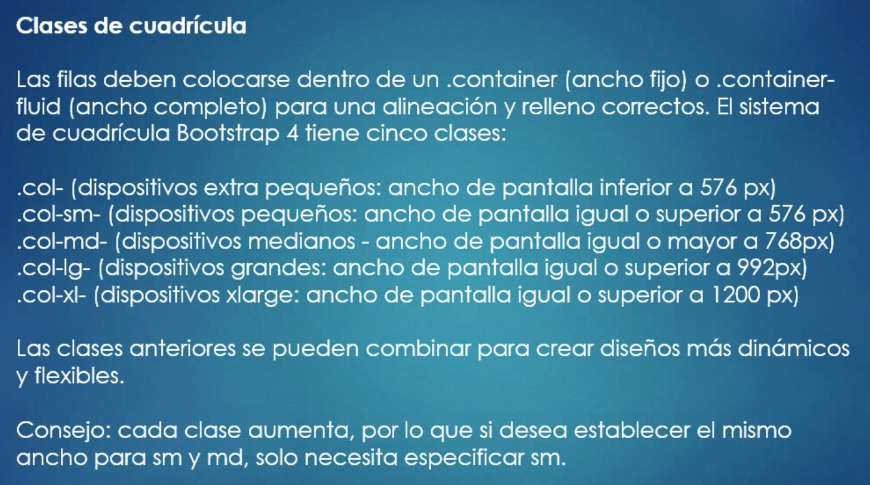 Clases de cuadrícula
Las filas deben colocarse dentro de un .container (ancho fijo) o .container-
fluid (ancho completo) para una alineación y relleno correctos. El sistema
de cuadrícula Bootstrap 4 tiene cinco clases:
.col- (dispositivos extra pequeños: ancho de pantalla inferior a 576 px)
.col-sm- (dispositivos pequeños: ancho de pantalla igual o superior a 576 px)
.col-md- (dispositivos medianos - ancho de pantalla igual o mayor a 768px)
.col-lg- (dispositivos grandes: ancho de pantalla igual o superior a 992px)
.col-xl- (dispositivos xlarge: ancho de pantalla igual o superior a 1200 px)
Las clases anteriores se pueden combinar para crear diseños más dinámicos
y flexibles.
Consejo: cada clase aumenta, por lo que si desea establecer el mismo
ancho para sm y md, solo necesita especificar sm.